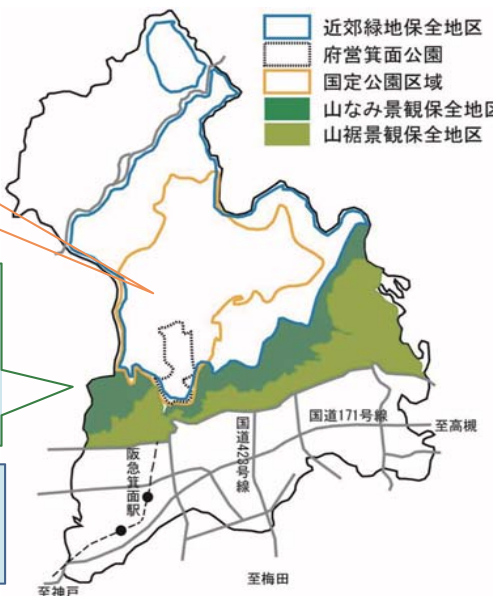 近郊緑地保全地区
府営箕面公園
国定公園区域
山なみ景観保全地区
山裾景観保全地区
国道171号線
至高槻
国道423号線
阪急箕面駅
至梅田
至神戸